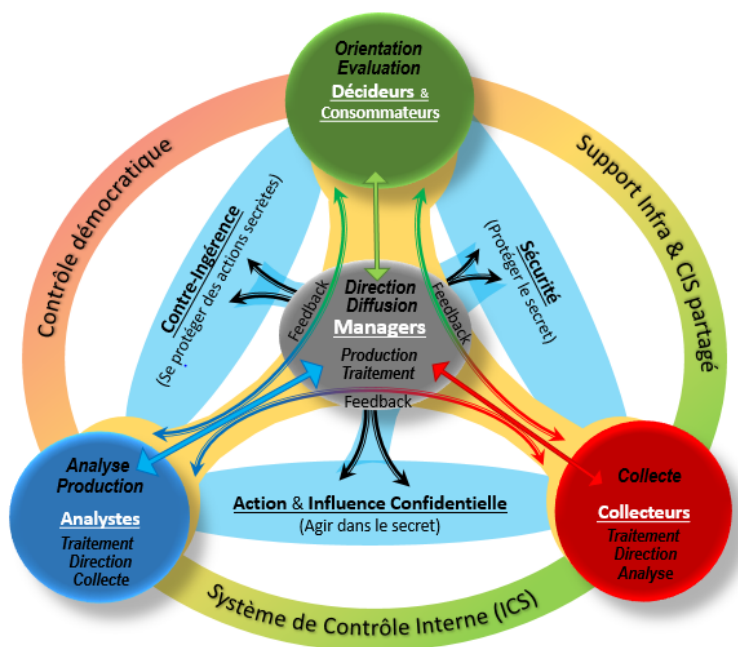 Orientation
Evaluation
Décideurs &
Consommateurs
Contrôle démocratique
Support Infra & CIS partagé
Contre-Ingérence
(Se protéger des actions secrètes)
Sécurité
(Protéger le secret)
Direction
Diffusion
Managers
Production
Traitement
Feedback
Feedback
Feedback
Analyse
Production
Analystes
Traitement
Direction
Collecte
Action & Influence Confidentielle
(Agir dans le secret)
Collecte
Collecteurs
Traitement
Direction
Analyse
Système de Contrôle Interne (ICS)